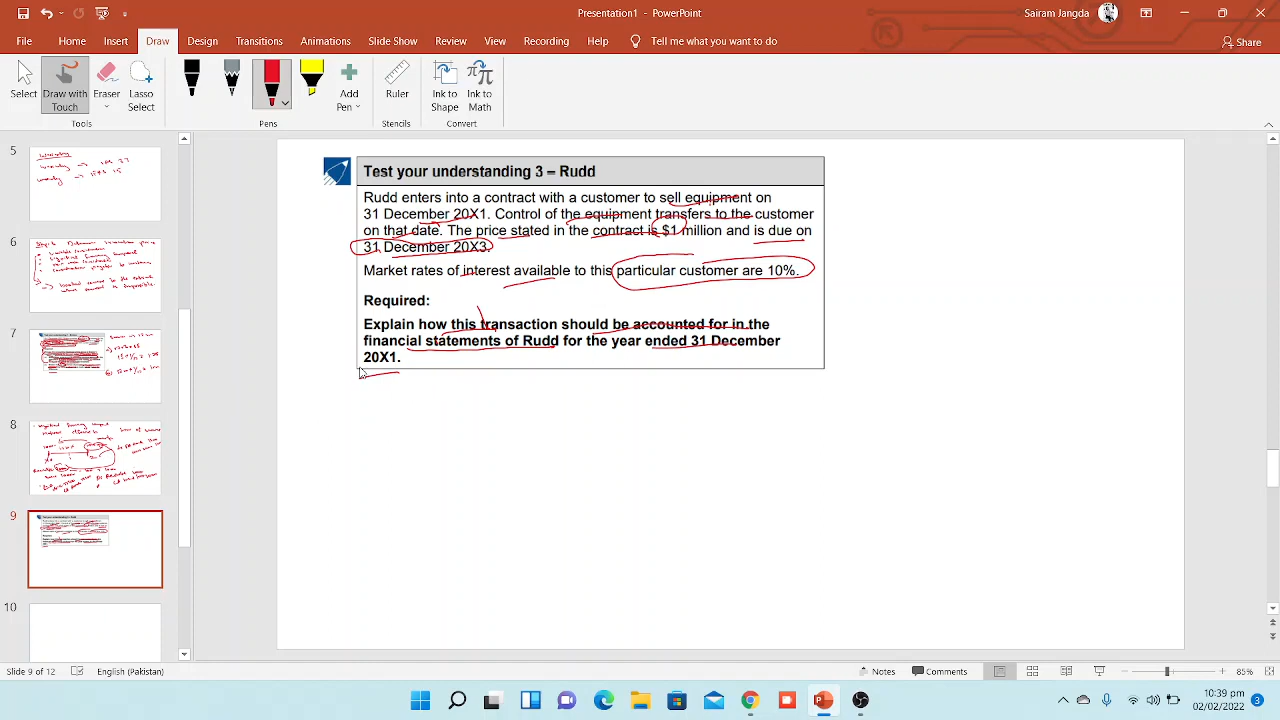 Presentation1 – PowerPoint
Sairam Jangda
File Home Insert Draw Design Transitions Animations Slide Show Review View Recording Help Tell me what you want to do
Share
Select
Draw with Touch
Eraser
Lasso Select
Add Pen
Ruler
Ink to Shape
Ink to Math
Tools
Pens
Stencils
Convert
5
6
7
8
9
10
Test your understanding 3 – Rudd
Rudd enters into a contract with a customer to sell equipment on
31 December 20X1. Control of the equipment transfers to the customer
on that date. The price stated in the contract is $1 million and is due on
31 December 20X3.
Market rates of interest available to this particular customer are 10%.
Required:
Explain how this transaction should be accounted for in the
financial statements of Rudd for the year ended 31 December
20X1.
Slide 9 of 12
English (Pakistan)
Notes
Comments
85%
10:39 pm
02/02/2022
3